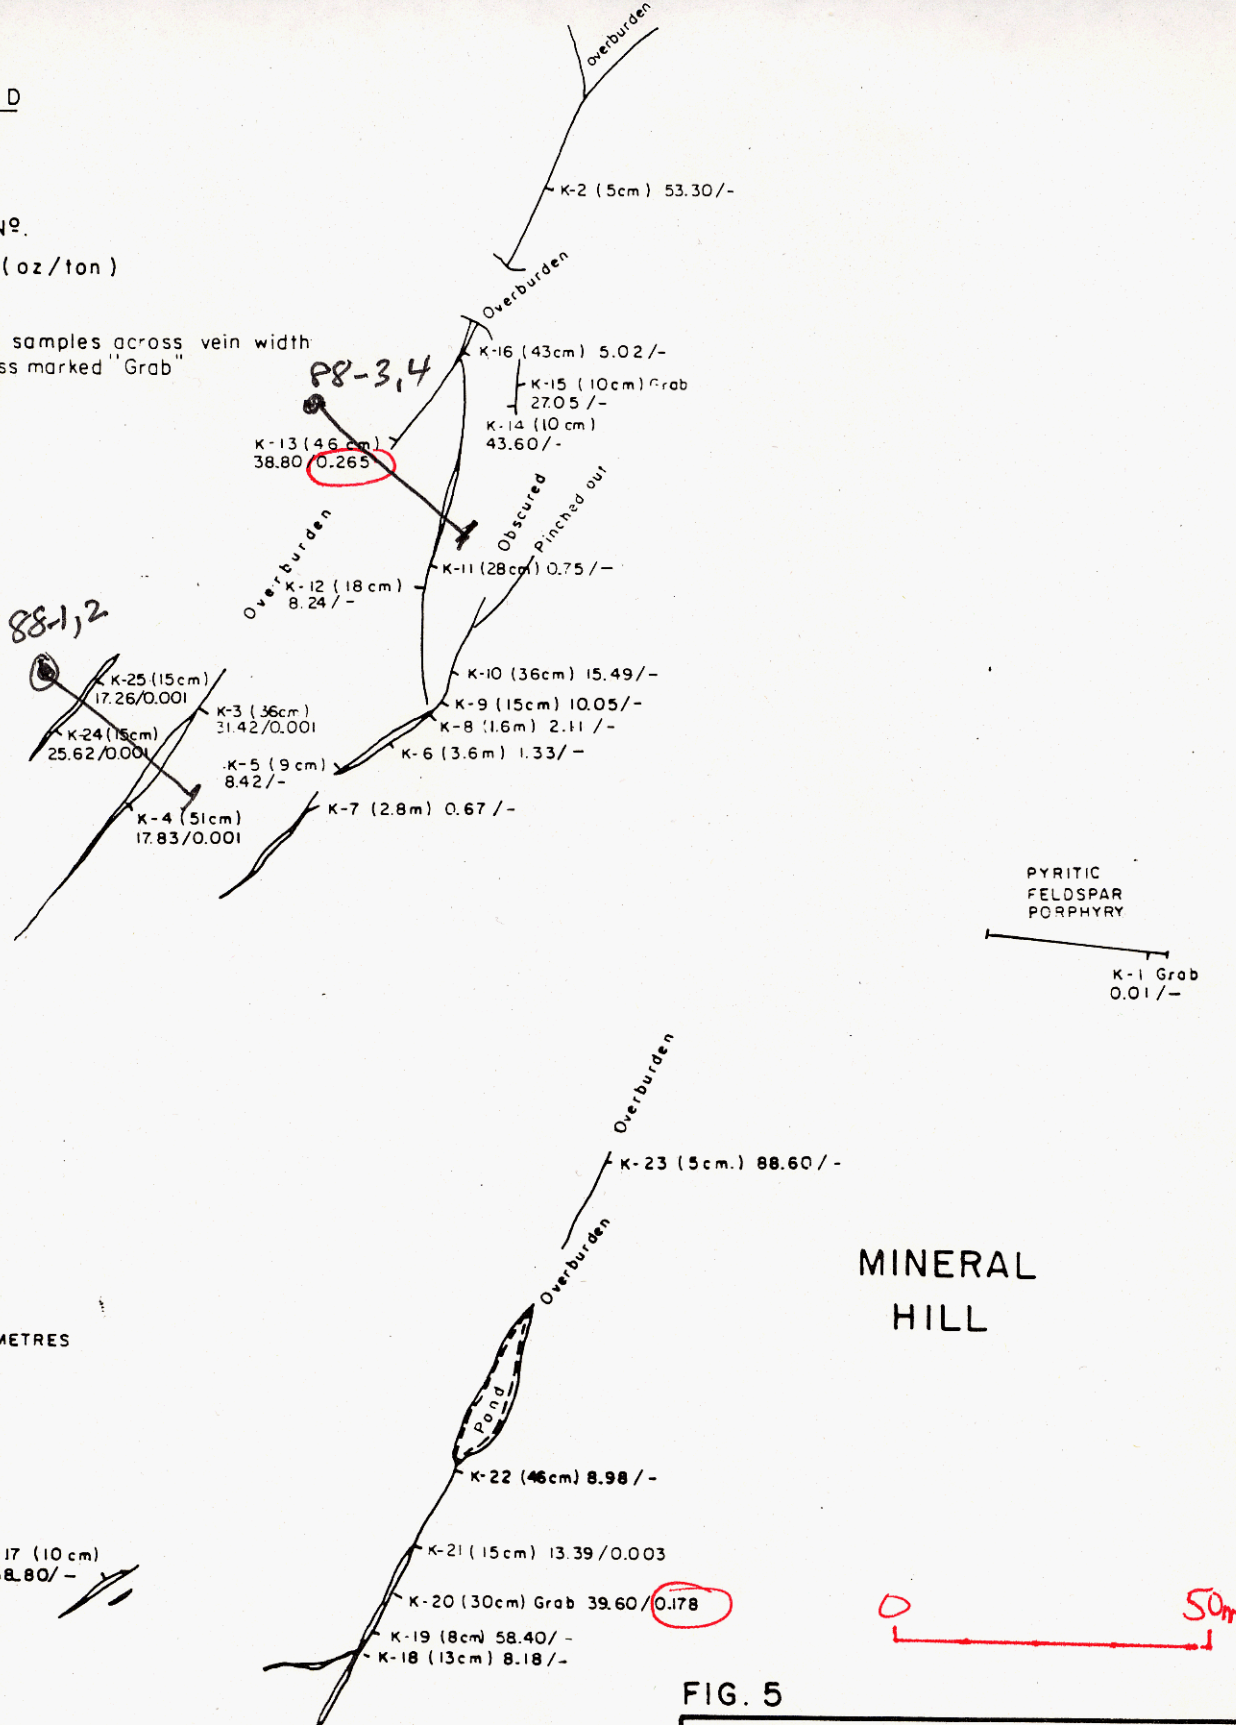 D
Nº.
(oz/ton)
samples across vein width
ss marked "Grab"
Overburden
K-2 (5cm) 53.30/-
Overburden
K-16 (43cm) 5.02/-
K-15 (10cm) Grab
27.05/-
K-14 (10cm)
43.60/-
88-3,4
K-13 (46 cm)
38.80/0.265
Obscured
Pinched out
Overburden
K-11 (28cm) 0.75/-
K-12 (18cm)
8.24/-
88-1,2
K-25 (15cm)
17.26/0.001
K-10 (36cm) 15.49/-
K-9 (15cm) 10.05/-
K-8 (1.6m) 2.11/-
K-6 (3.6m) 1.33/-
K-3 (36cm)
31.42/0.001
K-24 (15cm)
25.62/0.001
K-5 (9cm)
8.42/-
K-7 (2.8m) 0.67/-
K-4 (51cm)
17.83/0.001
PYRITIC
FELDSPAR
PORPHYRY
K-1 Grab
0.01/-
Overburden
K-23 (5cm.) 88.60/-
Overburden
MINERAL
HILL
METRES
Pond
K-22 (46cm) 8.98/-
K-21 (15cm) 13.39/0.003
17 (10cm)
8.80/-
K-20 (30cm) Grab 39.60/0.178
K-19 (8cm) 58.40/-
K-18 (13cm) 8.18/-
0 50m
FIG. 5